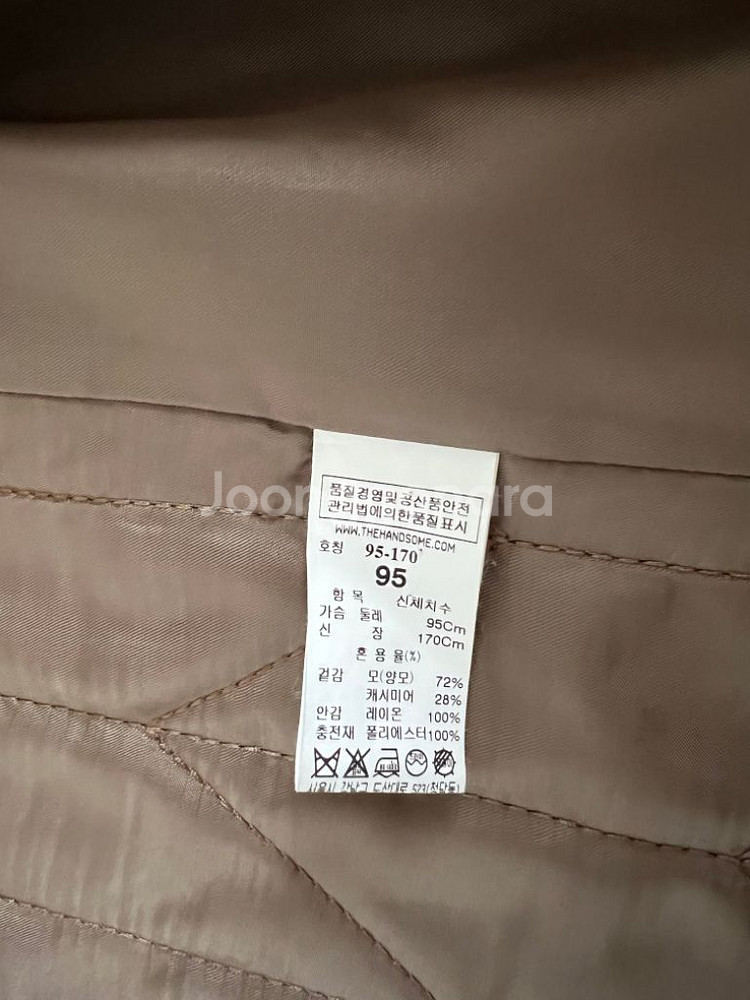 품질경영및공산품안전
관리법에의한품질표시
WWW.THEHANDSOME.COM
호칭 95-170
95
항 목 신체치수
가슴 둘레 95Cm
신 장 170Cm
혼 용 율(%)
겉감 모(양모) 72%
캐시미어 28%
안감 레이온 100%
충전재 폴리에스터 100%